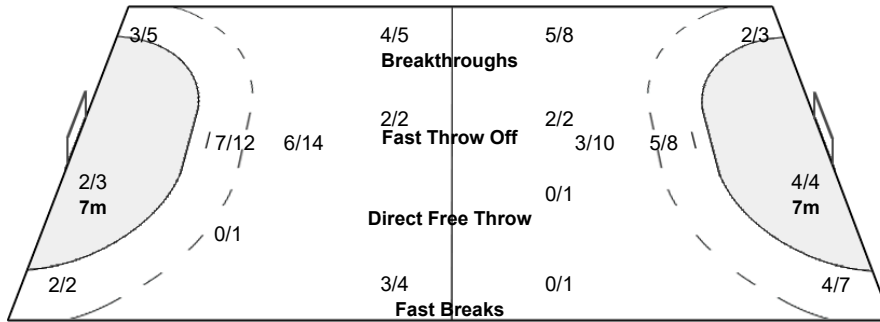 3/5 4/5 5/8 2/3
Breakthroughs
2/2 2/2
7/12 6/14 Fast Throw Off 3/10 5/8
2/3 4/4
7m 7m
0/1
Direct Free Throw
0/1
2/2 3/4 0/1 4/7
Fast Breaks